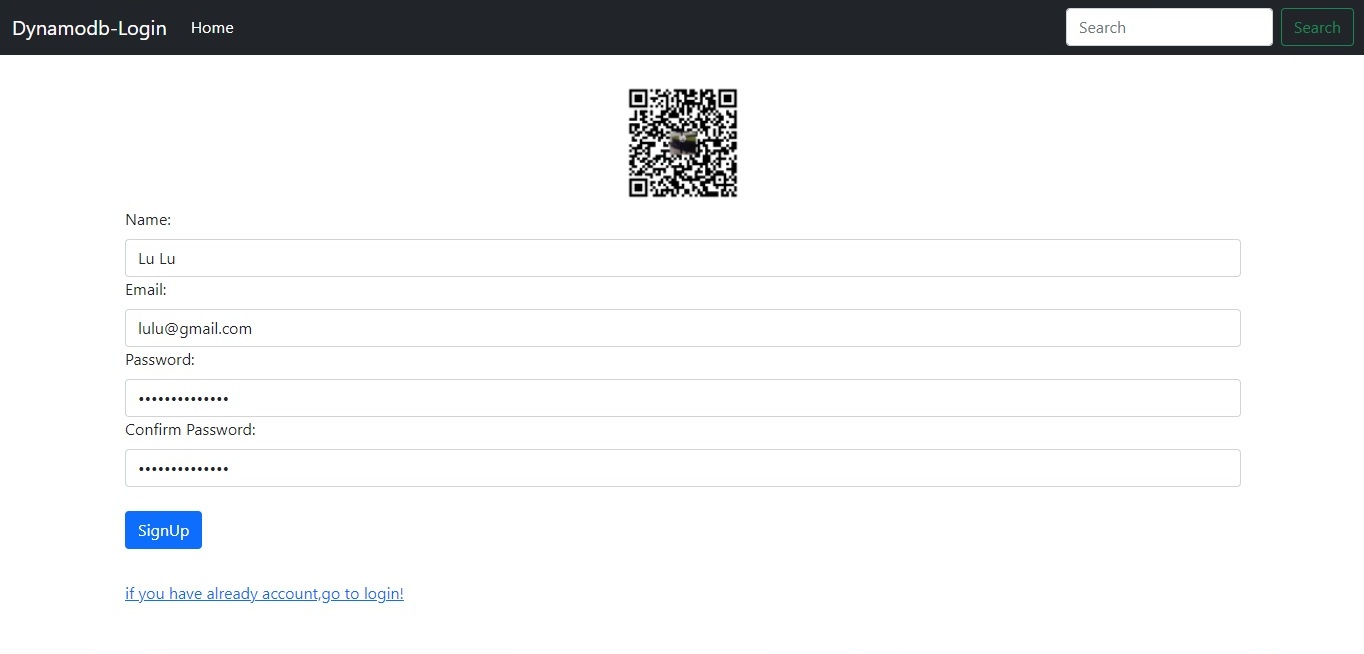 Dynamodb-Login Home Search Search
Name:
Lu Lu
Email:
lulu@gmail.com
Password:
••••••••••••••
Confirm Password:
••••••••••••••
SignUp
if you have already account,go to login!